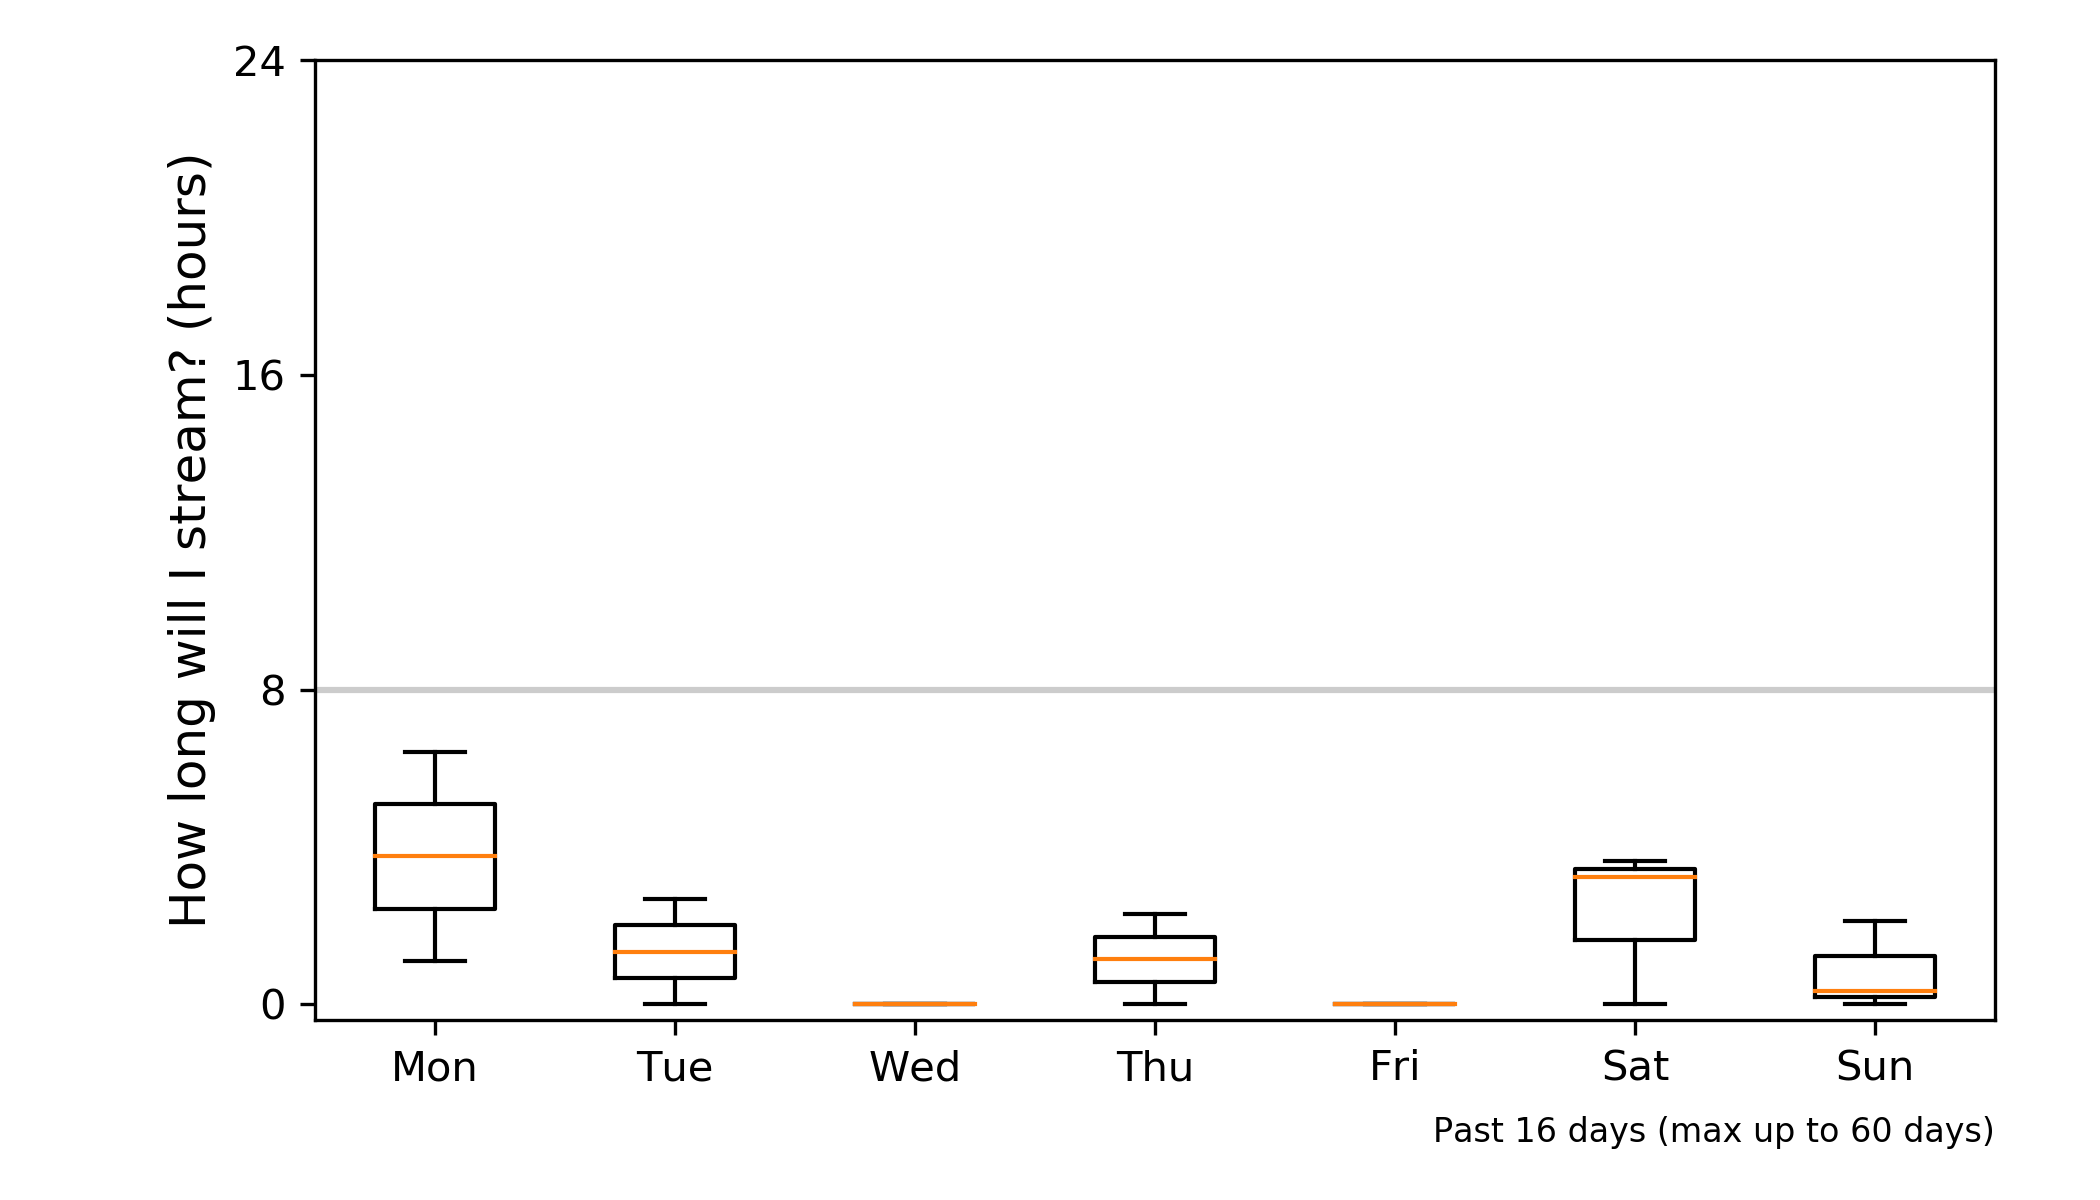 How long will I stream? (hours)
24
16
8
0
Mon Tue Wed Thu Fri Sat Sun
Past 16 days (max up to 60 days)